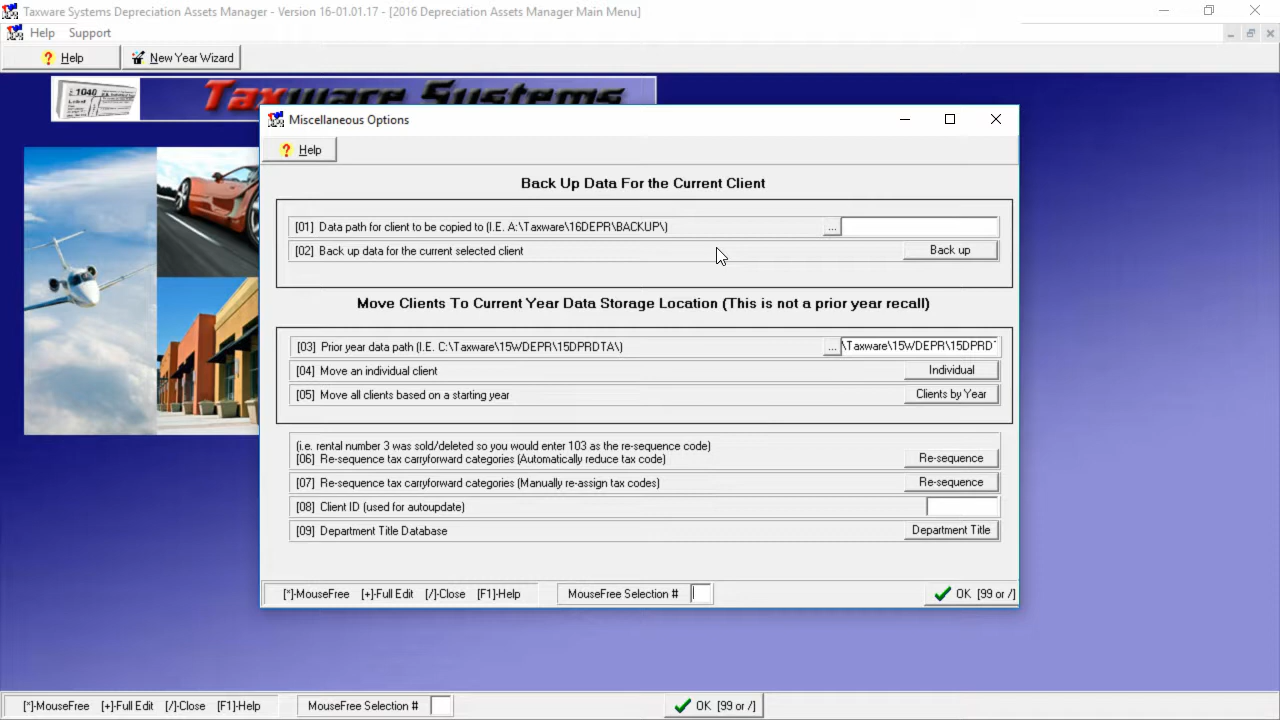 Taxware Systems Depreciation Assets Manager - Version 16-01.01.17 - [2016 Depreciation Assets Manager Main Menu]
Help Support
? Help New Year Wizard
1040
Taxware Systems
Miscellaneous Options
? Help
Back Up Data For the Current Client
[01] Data path for client to be copied to (I.E. A:\Taxware\16DEPR\BACKUP\) ...
[02] Back up data for the current selected client Back up
Move Clients To Current Year Data Storage Location (This is not a prior year recall)
[03] Prior year data path (I.E. C:\Taxware\15WDEPR\15DPRDTA\) ... \Taxware\15WDEPR\15DPRD
[04] Move an individual client Individual
[05] Move all clients based on a starting year Clients by Year
(i.e. rental number 3 was sold/deleted so you would enter 103 as the re-sequence code)
[06] Re-sequence tax carryforward categories (Automatically reduce tax code) Re-sequence
[07] Re-sequence tax carryforward categories (Manually re-assign tax codes) Re-sequence
[08] Client ID (used for autoupdate)
[09] Department Title Database Department Title
[*]-MouseFree [+]-Full Edit [/]-Close [F1]-Help MouseFree Selection # OK [99 or /]
[*]-MouseFree [+]-Full Edit [/]-Close [F1]-Help MouseFree Selection # OK [99 or /]